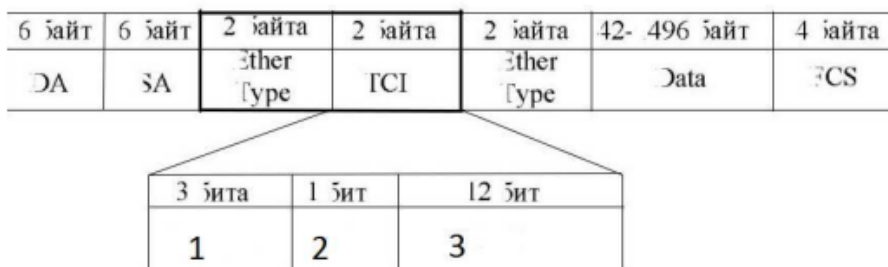 6 байт 6 байт 2 байта 2 байта 2 байта 42- 496 байт 4 байта
DA SA Ether Type TCI Ether Type Data FCS
3 бита 1 бит 12 бит
1 2 3